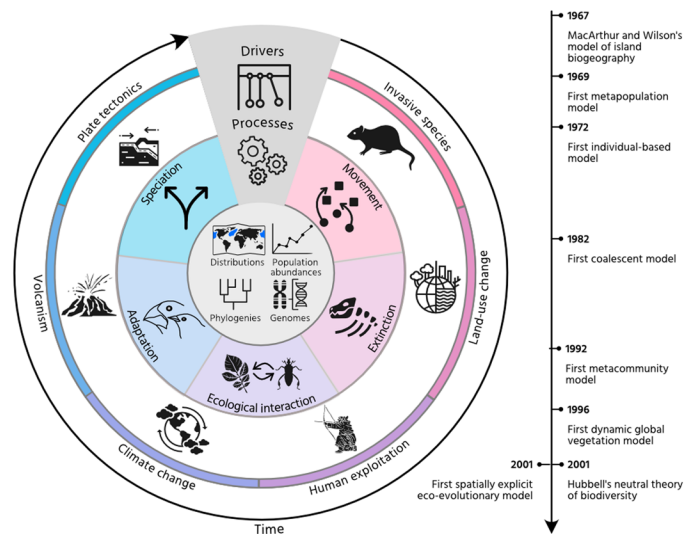 Drivers
Processes
Plate tectonics
Invasive species
Speciation
Movement
Distributions
Population
abundances
Phylogenies
Genomes
Volcanism
Land-use change
Adaptation
Extinction
Ecological interaction
Climate change
Human exploitation
Time
1967
MacArthur and Wilson's
model of island
biogeography
1969
First metapopulation
model
1972
First individual-based
model
1982
First coalescent model
1992
First metacommunity
model
1996
First dynamic global
vegetation model
2001
First spatially explicit
eco-evolutionary model
2001
Hubbell's neutral theory
of biodiversity